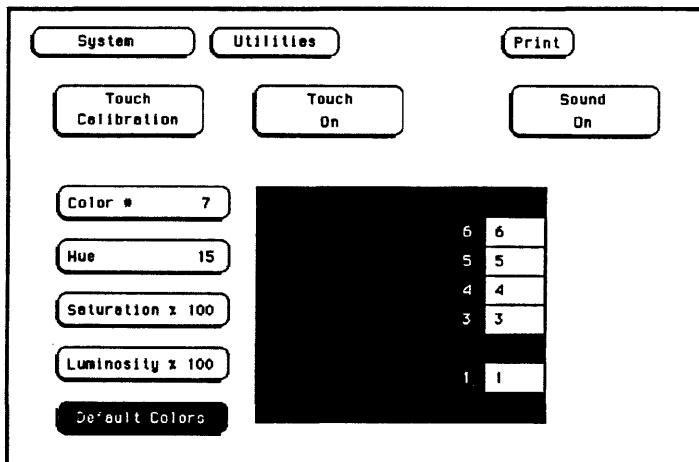 System Utilities Print
Touch
Calibration
Touch
On
Sound
On
Color # 7
Hue 15
Saturation % 100
Luminosity % 100
Default Colors
6 6
5 5
4 4
3 3
1 1